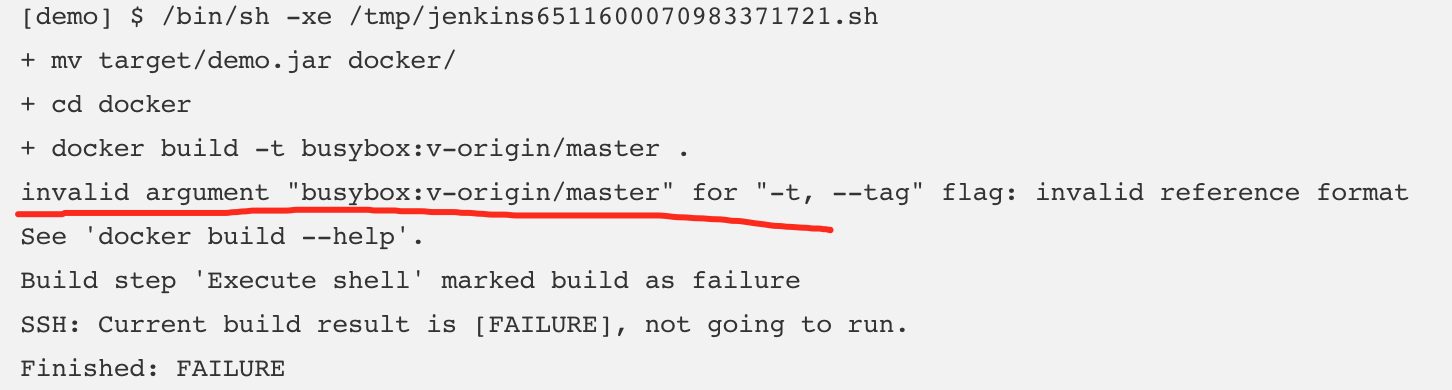 [demo] $ /bin/sh -xe /tmp/jenkins6511600070983371721.sh
+ mv target/demo.jar docker/
+ cd docker
+ docker build -t busybox:v-origin/master .
invalid argument "busybox:v-origin/master" for "-t, --tag" flag: invalid reference format
See 'docker build --help'.
Build step 'Execute shell' marked build as failure
SSH: Current build result is [FAILURE], not going to run.
Finished: FAILURE